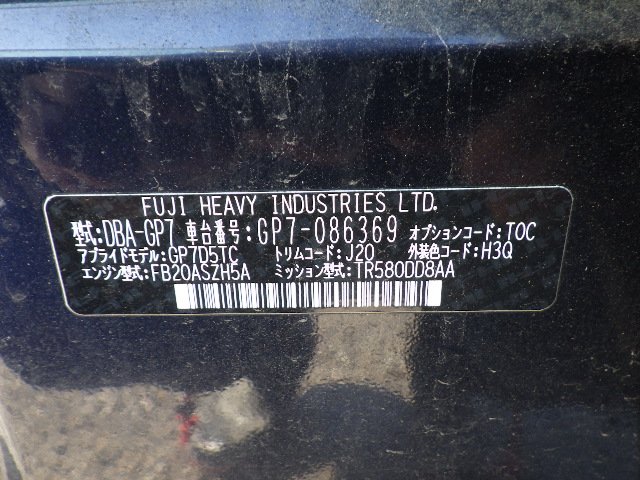 FUJI HEAVY INDUSTRIES LTD.
型式:DBA-GP7 車台番号:GP7-086369 オプションコード:TOC
アプライドモデル:GP7D5TC トリムコード:J20 外装色コード:H3Q
エンジン型式:FB20ASZH5A ミッション型式:TR580DD8AA